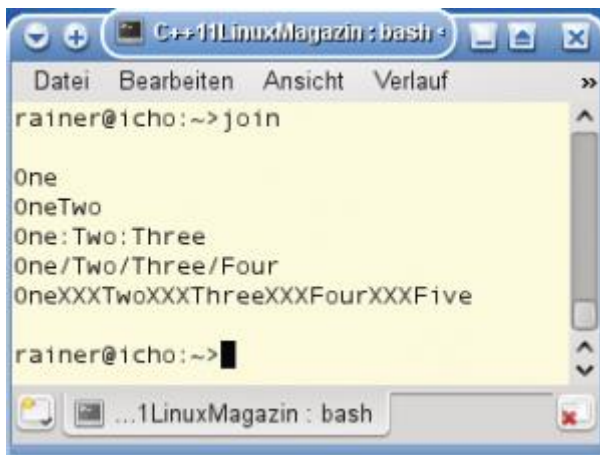 C++11LinuxMagazin : bash
Datei Bearbeiten Ansicht Verlauf »
rainer@icho:~>join
One
OneTwo
One:Two:Three
One/Two/Three/Four
OneXXXTwoXXXThreeXXXFourXXXFive
rainer@icho:~>
...1LinuxMagazin : bash